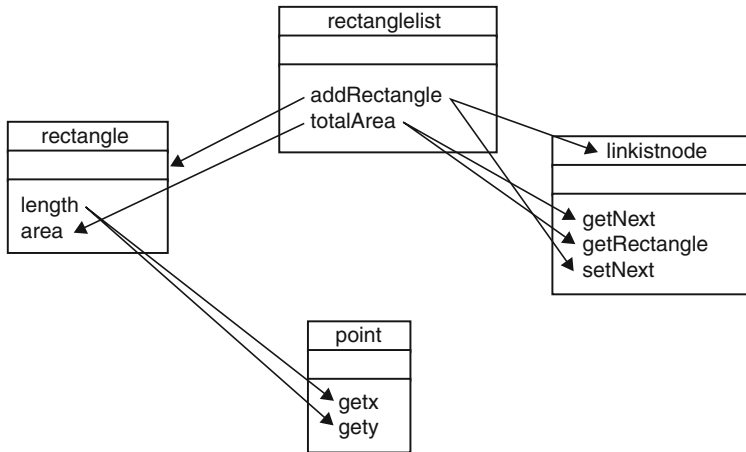 rectanglelist
addRectangle
totalArea
rectangle
length
area
linkistnode
getNext
getRectangle
setNext
point
getx
gety